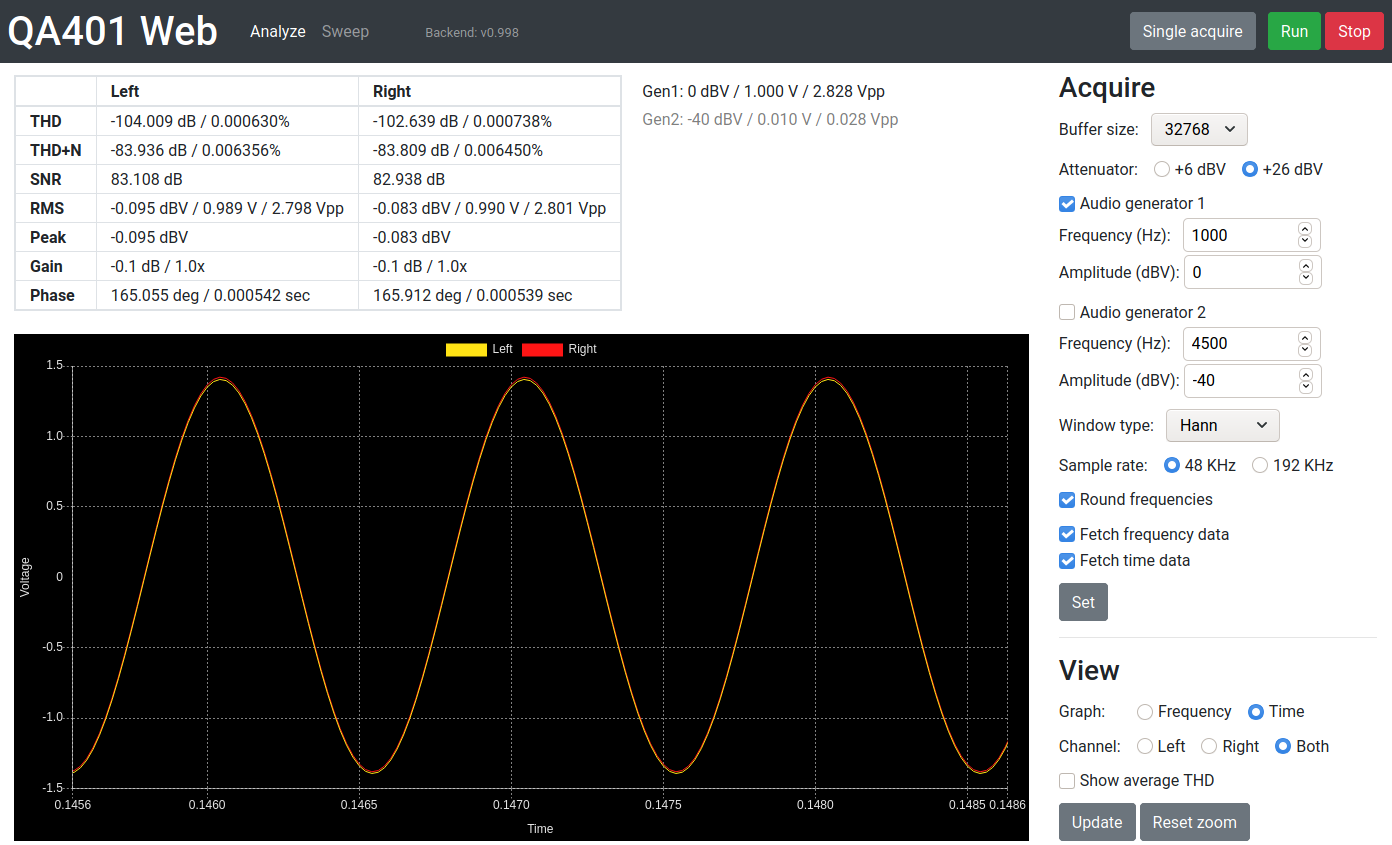 QA401 Web Analyze Sweep Backend: v0.998 Single acquire Run Stop
Left Right
THD -104.009 dB / 0.000630% -102.639 dB / 0.000738%
THD+N -83.936 dB / 0.006356% -83.809 dB / 0.006450%
SNR 83.108 dB 82.938 dB
RMS -0.095 dBV / 0.989 V / 2.798 Vpp -0.083 dBV / 0.990 V / 2.801 Vpp
Peak -0.095 dBV -0.083 dBV
Gain -0.1 dB / 1.0x -0.1 dB / 1.0x
Phase 165.055 deg / 0.000542 sec 165.912 deg / 0.000539 sec
Gen1: 0 dBV / 1.000 V / 2.828 Vpp
Gen2: -40 dBV / 0.010 V / 0.028 Vpp
Left Right
1.5
1.0
0.5
0
-0.5
-1.0
-1.5
Voltage
0.1456 0.1460 0.1465 0.1470 0.1475 0.1480 0.1485 0.1486
Time
Acquire
Buffer size: 32768
Attenuator: +6 dBV +26 dBV
Audio generator 1
Frequency (Hz): 1000
Amplitude (dBV): 0
Audio generator 2
Frequency (Hz): 4500
Amplitude (dBV): -40
Window type: Hann
Sample rate: 48 KHz 192 KHz
Round frequencies
Fetch frequency data
Fetch time data
Set
View
Graph: Frequency Time
Channel: Left Right Both
Show average THD
Update Reset zoom